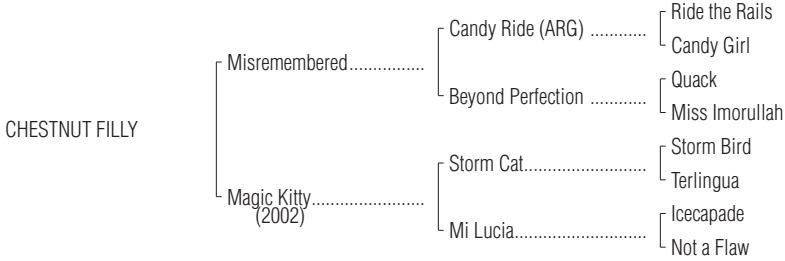 Ride the Rails
Candy Ride (ARG) ............
Candy Girl
Misremembered................
Quack
Beyond Perfection ............
Miss Imorullah
CHESTNUT FILLY
Storm Bird
Storm Cat..........................
Terlingua
Magic Kitty........................
(2002)
Icecapade
Mi Lucia............................
Not a Flaw